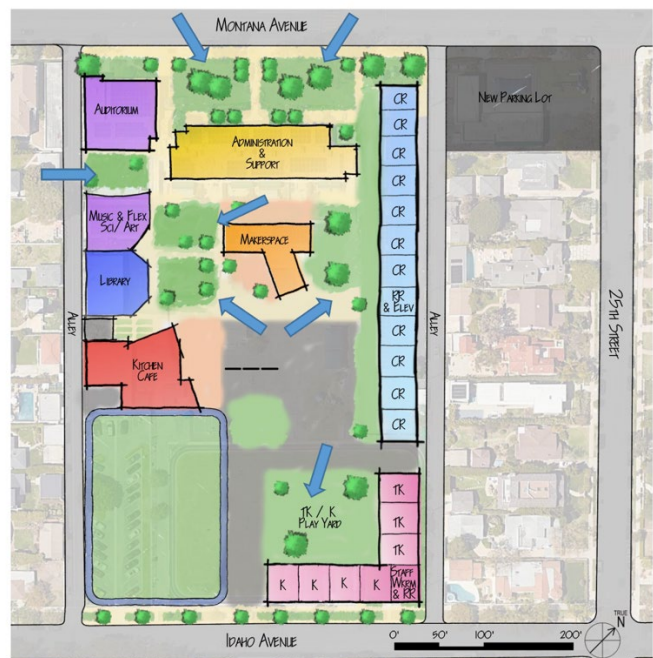 MONTANA AVENUE
AUDITORIUM
ADMINISTRATION
&
SUPPORT
CR
CR
CR
CR
CR
CR
CR
RR
& ELEV
CR
CR
CR
CR
NEW PARKING LOT
MUSIC & FLEX
SCI/ ART
LIBRARY
MAKERSPACE
ALLEY
ALLEY
25TH STREET
KITCHEN
CAFE
TK / K
PLAY YARD
TK
TK
TK
STAFF
WKRM
& RR
K
K
K
K
IDAHO AVENUE
0'
50'
100'
200'
TRUE
N